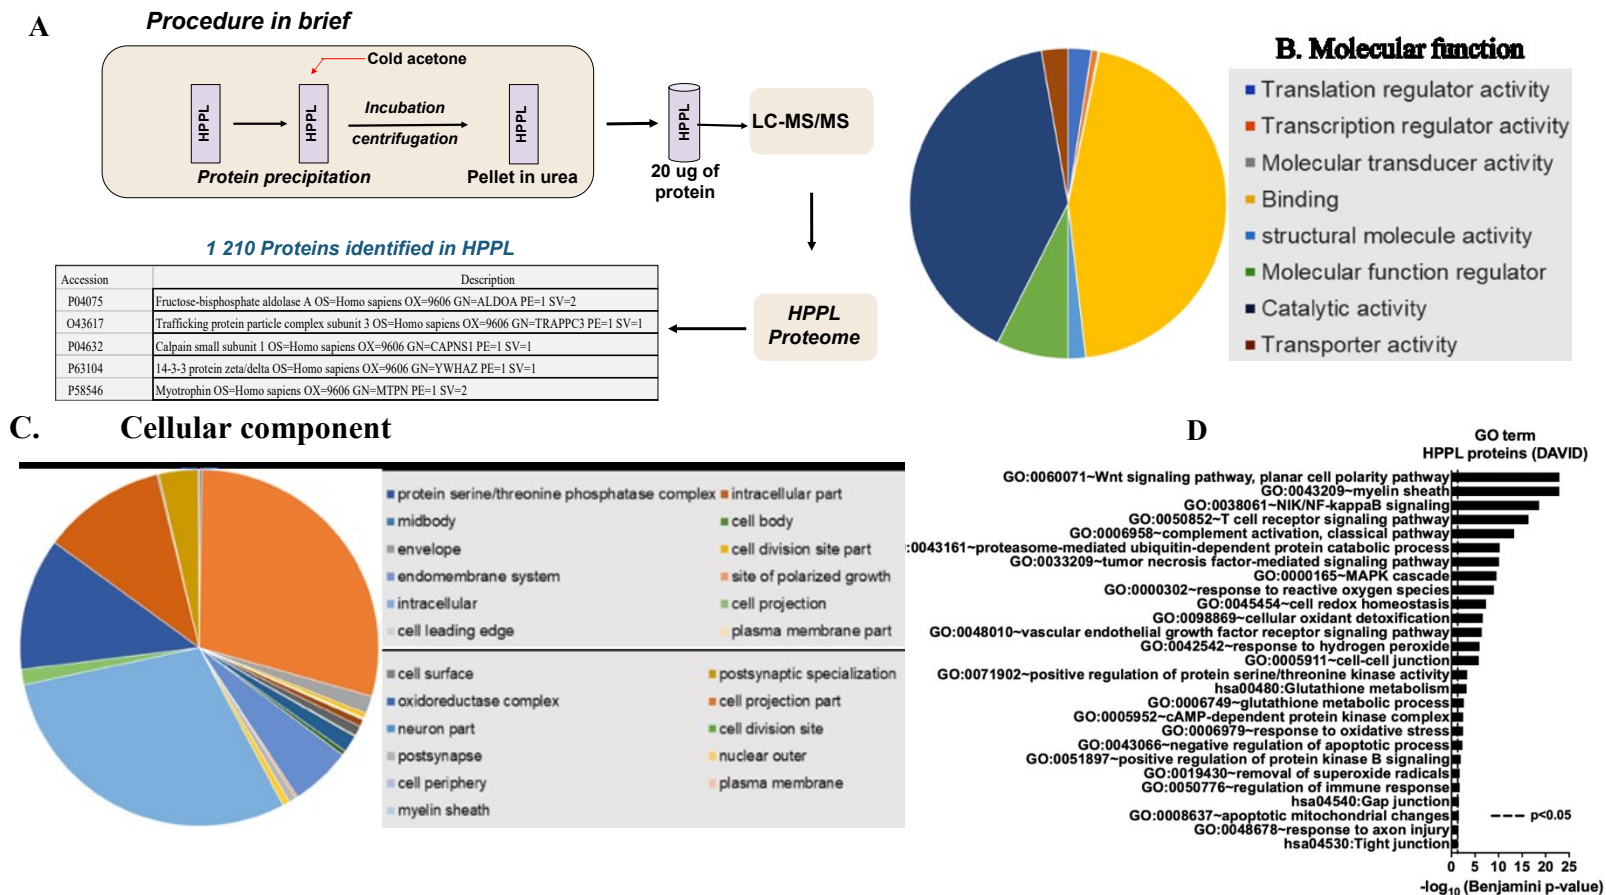 A
Procedure in brief
Cold acetone
HPPL
HPPL
Incubation
centrifugation
HPPL
Protein precipitation
Pellet in urea
HPPL
20 ug of
protein
LC-MS/MS
HPPL
Proteome
1 210 Proteins identified in HPPL
Accession Description
P04075 Fructose-bisphosphate aldolase A OS=Homo sapiens OX=9606 GN=ALDOA PE=1 SV=2
O43617 Trafficking protein particle complex subunit 3 OS=Homo sapiens OX=9606 GN=TRAPPC3 PE=1 SV=1
P04632 Calpain small subunit 1 OS=Homo sapiens OX=9606 GN=CAPNS1 PE=1 SV=1
P63104 14-3-3 protein zeta/delta OS=Homo sapiens OX=9606 GN=YWHAZ PE=1 SV=1
P58546 Myotrophin OS=Homo sapiens OX=9606 GN=MTPN PE=1 SV=2
B. Molecular function
Translation regulator activity
Transcription regulator activity
Molecular transducer activity
Binding
structural molecule activity
Molecular function regulator
Catalytic activity
Transporter activity
C. Cellular component
protein serine/threonine phosphatase complex
intracellular part
midbody
cell body
envelope
cell division site part
endomembrane system
site of polarized growth
intracellular
cell projection
cell leading edge
plasma membrane part
cell surface
postsynaptic specialization
oxidoreductase complex
cell projection part
neuron part
cell division site
postsynapse
nuclear outer
cell periphery
plasma membrane
myelin sheath
D
GO term
HPPL proteins (DAVID)
GO:0060071~Wnt signaling pathway, planar cell polarity pathway
GO:0043209~myelin sheath
GO:0038061~NIK/NF-kappaB signaling
GO:0050852~T cell receptor signaling pathway
GO:0006958~complement activation, classical pathway
:0043161~proteasome-mediated ubiquitin-dependent protein catabolic process
GO:0033209~tumor necrosis factor-mediated signaling pathway
GO:0000165~MAPK cascade
GO:0000302~response to reactive oxygen species
GO:0045454~cell redox homeostasis
GO:0098869~cellular oxidant detoxification
GO:0048010~vascular endothelial growth factor receptor signaling pathway
GO:0042542~response to hydrogen peroxide
GO:0005911~cell-cell junction
GO:0071902~positive regulation of protein serine/threonine kinase activity
hsa00480:Glutathione metabolism
GO:0006749~glutathione metabolic process
GO:0005952~cAMP-dependent protein kinase complex
GO:0006979~response to oxidative stress
GO:0043066~negative regulation of apoptotic process
GO:0051897~positive regulation of protein kinase B signaling
GO:0019430~removal of superoxide radicals
GO:0050776~regulation of immune response
hsa04540:Gap junction
GO:0008637~apoptotic mitochondrial changes
GO:0048678~response to axon injury
hsa04530:Tight junction
p<0.05
0 5 10 15 20 25
-log10 (Benjamini p-value)